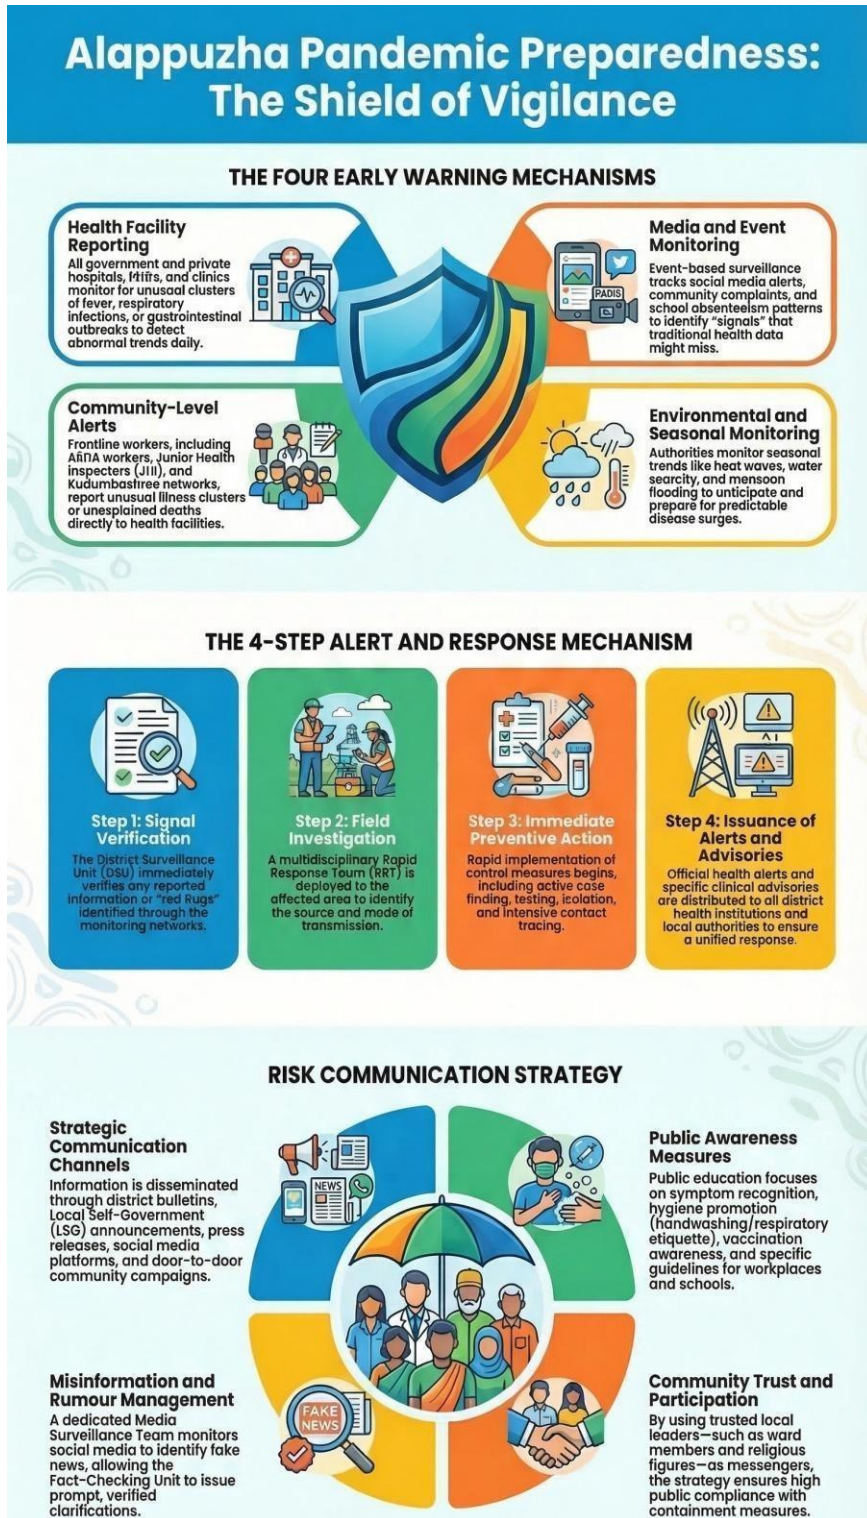 Alappuzha Pandemic Preparedness:
The Shield of Vigilance
THE FOUR EARLY WARNING MECHANISMS
Health Facility
Reporting
All government and private
hospitals, and clinics
monitor for unusual clusters
of fever, respiratory
infections, or gastrointestinal
outbreaks to detect
abnormal trends daily.
Media and Event
Monitoring
Event-based surveillance
tracks social media alerts,
community complaints, and
school absenteeism patterns
to identify "signals" that
traditional health data
might miss.
PADIS
Community-Level
Alerts
Frontline workers, including
workers, Junior Health
inspecters and
Kudumbastree networks,
report unusual Ilness clusters
or unesplained deaths
directly to health facilities.
Environmental and
Seasonal Monitoring
Authorities monitor seasonal
trends like heat waves, water
searcity, and mensoon
flooding to unticipate and
prepare for predictable
disease surges.
THE 4-STEP ALERT AND RESPONSE MECHANISM
Step 1: Signal
Verification
The District Surveillance
Unit (DSU) immediately
verifies any reported
Information or "red Rugs"
identified through the
monitoring networks.
Step 2: Field
Investigation
A multidisciplinary Rapid
Response Tourn (RRT) is
deployed to the
affected area to identify
the source and mode of
transmission.
Step 3: Immediate
Preventive Action
Rapid implementation of
control measures begins,
including active case
finding, testing, icolation,
and intensive contact
tracing.
Step 4: Issuance of
Alerts and
Advisories
Official health alerts and
specific clinical advisories
are distributed to all district
health institutions and
local authorities to ensure
a unified response.
RISK COMMUNICATION STRATEGY
Strategic
Communication
Channels
Information is disseminated
through district bulletins,
Local Self-Government
(LSG) announcements, press
releases, social media
platforms, and door-to-door
community campaigns.
NEWS
Public Awareness
Measures
Public education focuses
on symptom recognition,
hygiene promotion
(handwashing/respiratory
etiquette), vaccination
awareness, and specific
guidelines for workplaces
and schools.
Misinformation and
Rumour Management
A dedicated Media
Surveillance Team monitors
social media to identify fake
news, allowing the
Fact-Checking Unit to issue
prompt, verified
clarifications.
FAKE
NEWS
Community Trust and
Participation
By using trusted local
leaders—such as ward
members and religious
figures—as messengers,
the strategy ensures high
public compliance with
containment measures.